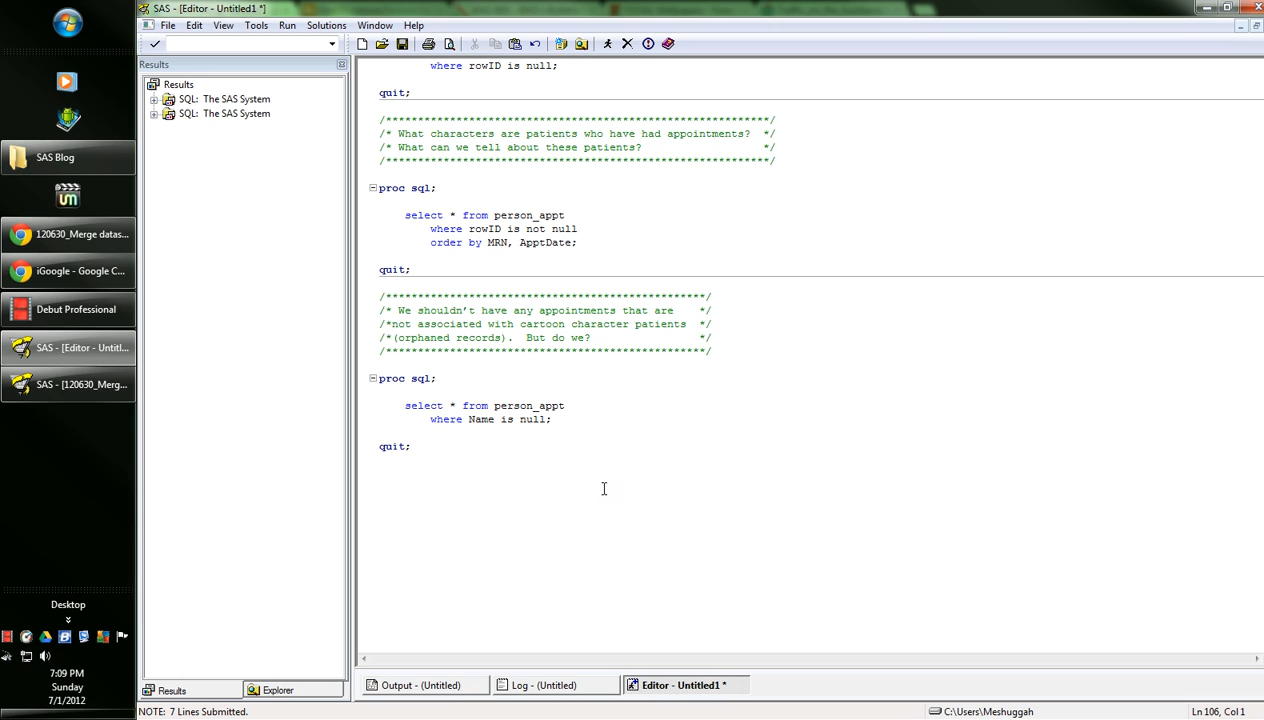 SAS - [Editor - Untitled1 *]
File Edit View Tools Run Solutions Window Help
Results
Results
SQL: The SAS System
SQL: The SAS System
where rowID is null;
quit;
/************************************************************/
/* What characters are patients who have had appointments? */
/* What can we tell about these patients? */
/************************************************************/
proc sql;
select * from person_appt
where rowID is not null
order by MRN, ApptDate;
quit;
/**************************************************/
/* We shouldn't have any appointments that are */
/*not associated with cartoon character patients */
/*(orphaned records). But do we? */
/**************************************************/
proc sql;
select * from person_appt
where Name is null;
quit;
Results
Explorer
Output - (Untitled)
Log - (Untitled)
Editor - Untitled1 *
NOTE: 7 Lines Submitted.
C:\Users\Meshuggah
Ln 106, Col 1
SAS Blog
120630_Merge datas...
iGoogle - Google C...
Debut Professional
SAS - [Editor - Untitl...
SAS - [120630_Merg...
Desktop
7:09 PM
Sunday
7/1/2012